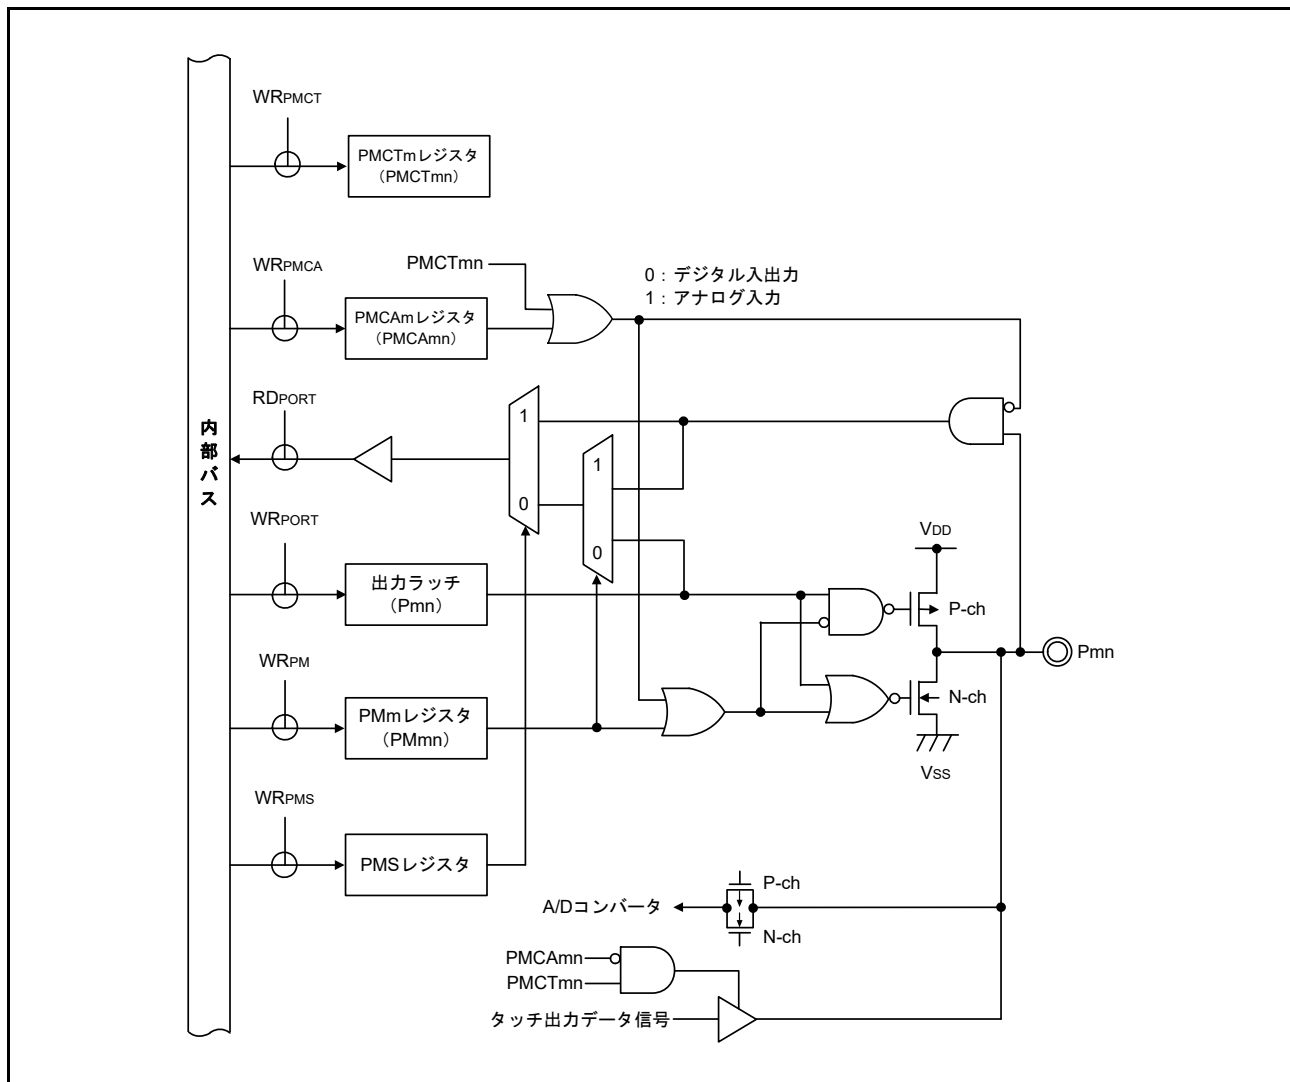 WRPMCT
PMCTmレジスタ
(PMCTmn)
WRPMCA
PMCTmn
0：デジタル入出力
1：アナログ入力
PMCAmレジスタ
(PMCAmn)
RDPORT
1
1
内部バス
0
0
WRPORT
VDD
出力ラッチ
(Pmn)
P-ch
Pmn
WRPM
N-ch
PMmレジスタ
(PMmn)
VSS
WRPMS
PMSレジスタ
P-ch
A/Dコンバータ
N-ch
PMCAmn
PMCTmn
タッチ出力データ信号